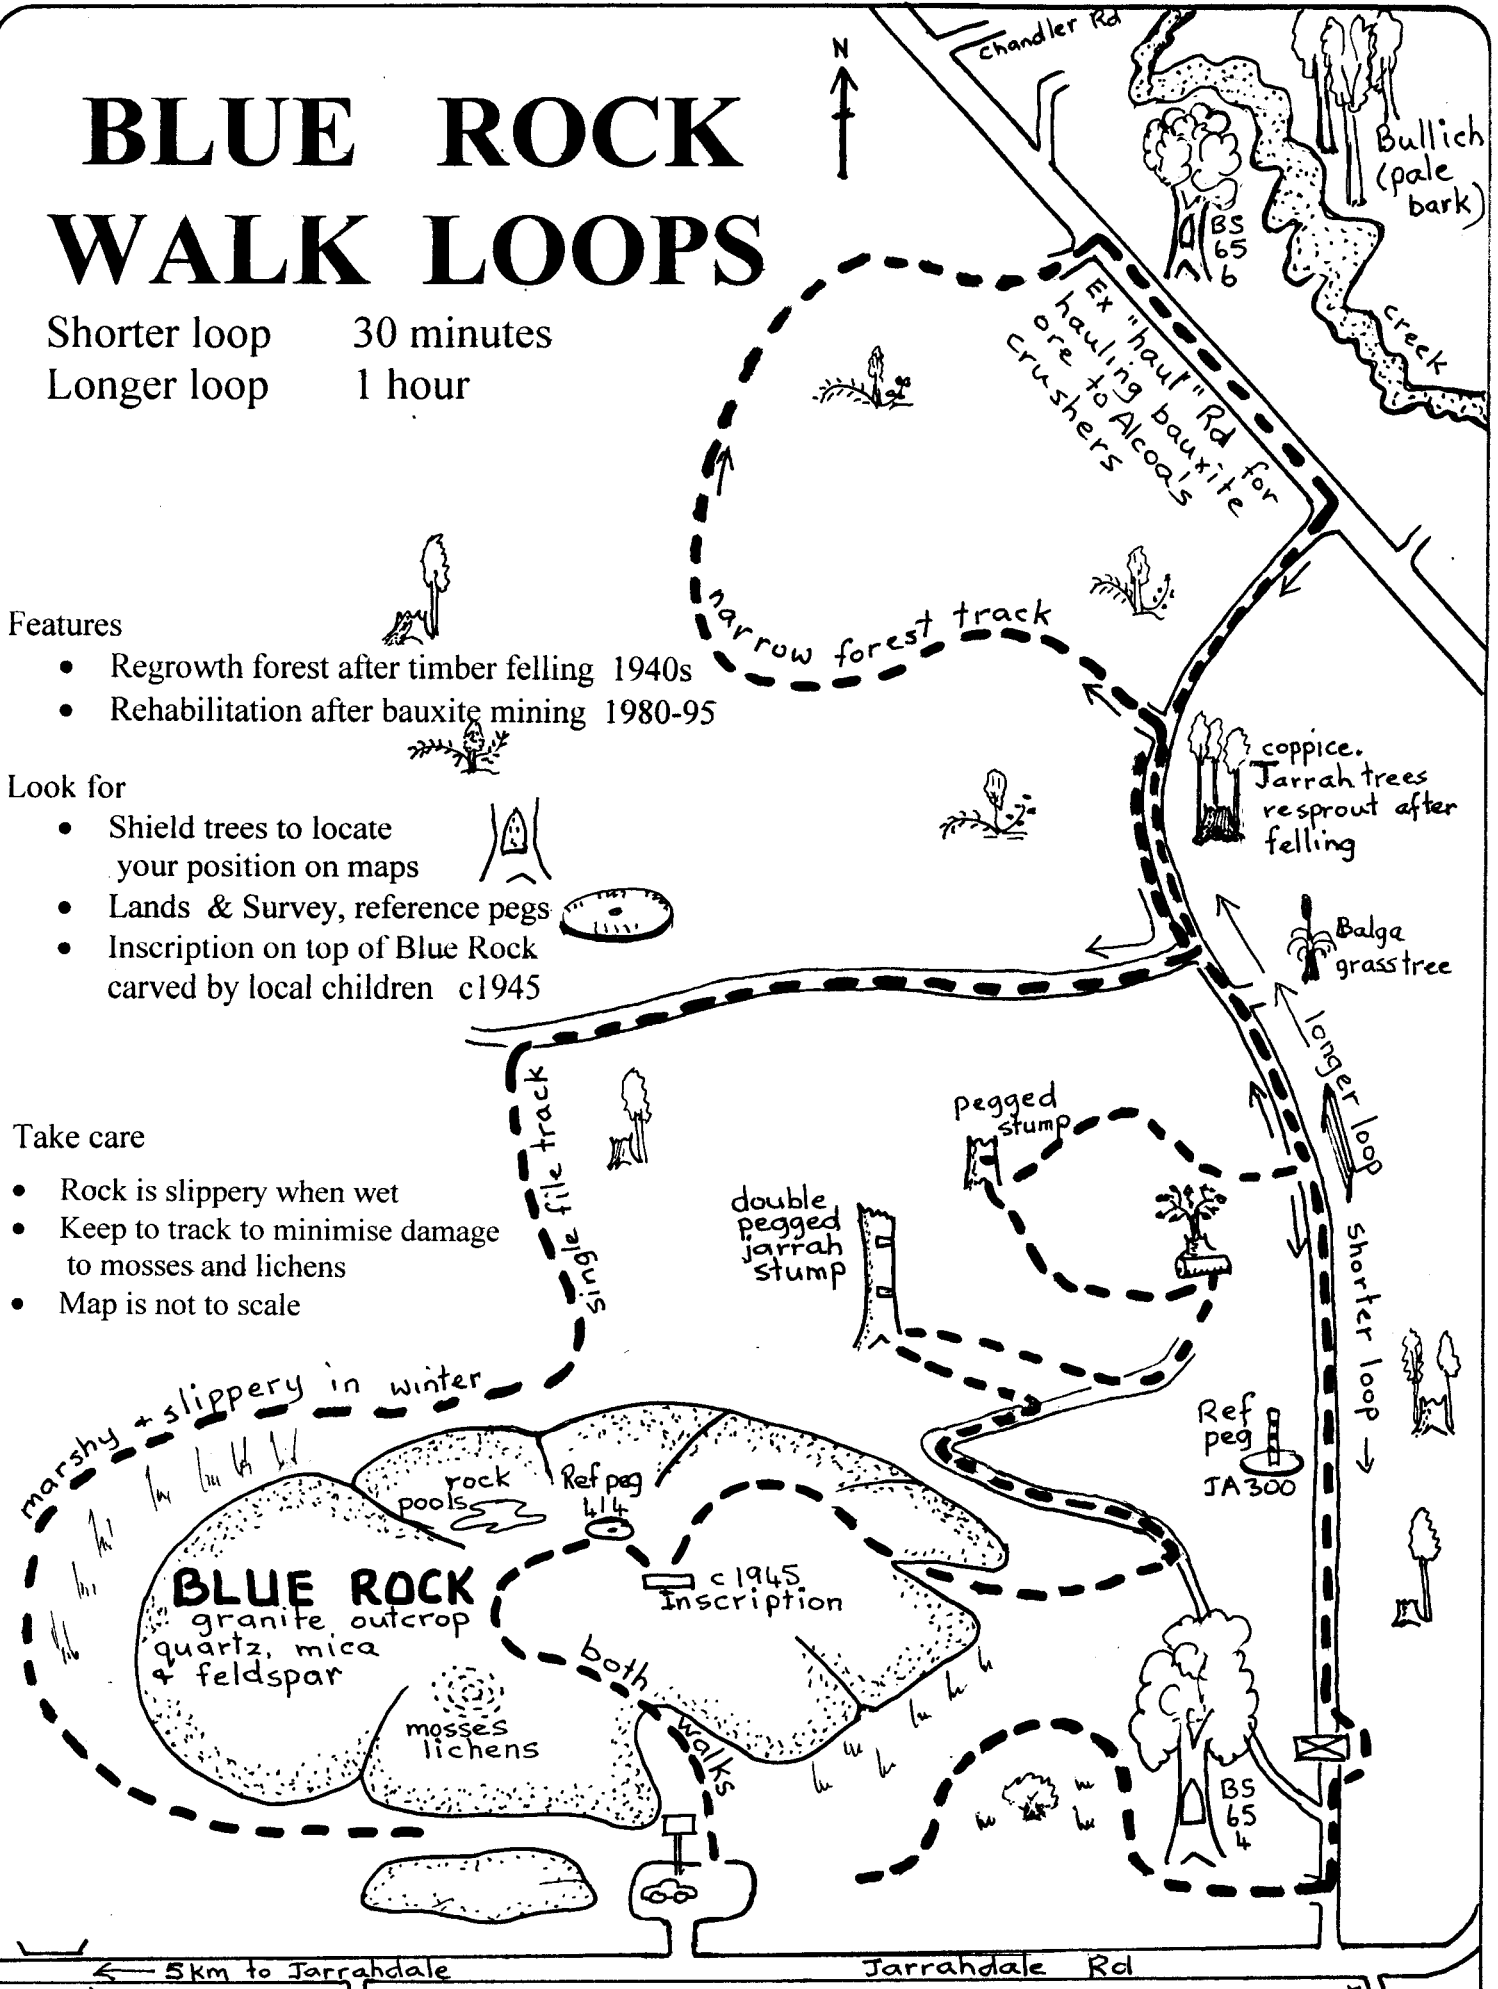 BLUE ROCK
WALK LOOPS
Shorter loop 30 minutes
Longer loop 1 hour
N
Chandler Rd
Bullich
(pale
bark)
BS
65
6
creek
Ex "haul" Rd for
hauling bauxite
ore to Alcoa's
crushers
narrow forest track
Features
• Regrowth forest after timber felling 1940s
• Rehabilitation after bauxite mining 1980-95
Look for
• Shield trees to locate
your position on maps
• Lands & Survey, reference pegs
• Inscription on top of Blue Rock
carved by local children c1945
coppice.
Jarrah trees
resprout after
felling
Balga
grasstree
longer loop
shorter loop
Take care
• Rock is slippery when wet
• Keep to track to minimise damage
to mosses and lichens
• Map is not to scale
single file track
pegged
stump
double
pegged
jarrah
stump
marshy + slippery in winter
Ref
peg
JA300
rock
pools
Ref peg
414
BLUE ROCK
granite outcrop
quartz, mica
+ feldspar
c1945
Inscription
both walks
mosses
lichens
BS
65
4
5km to Jarrahdale
Jarrahdale Rd